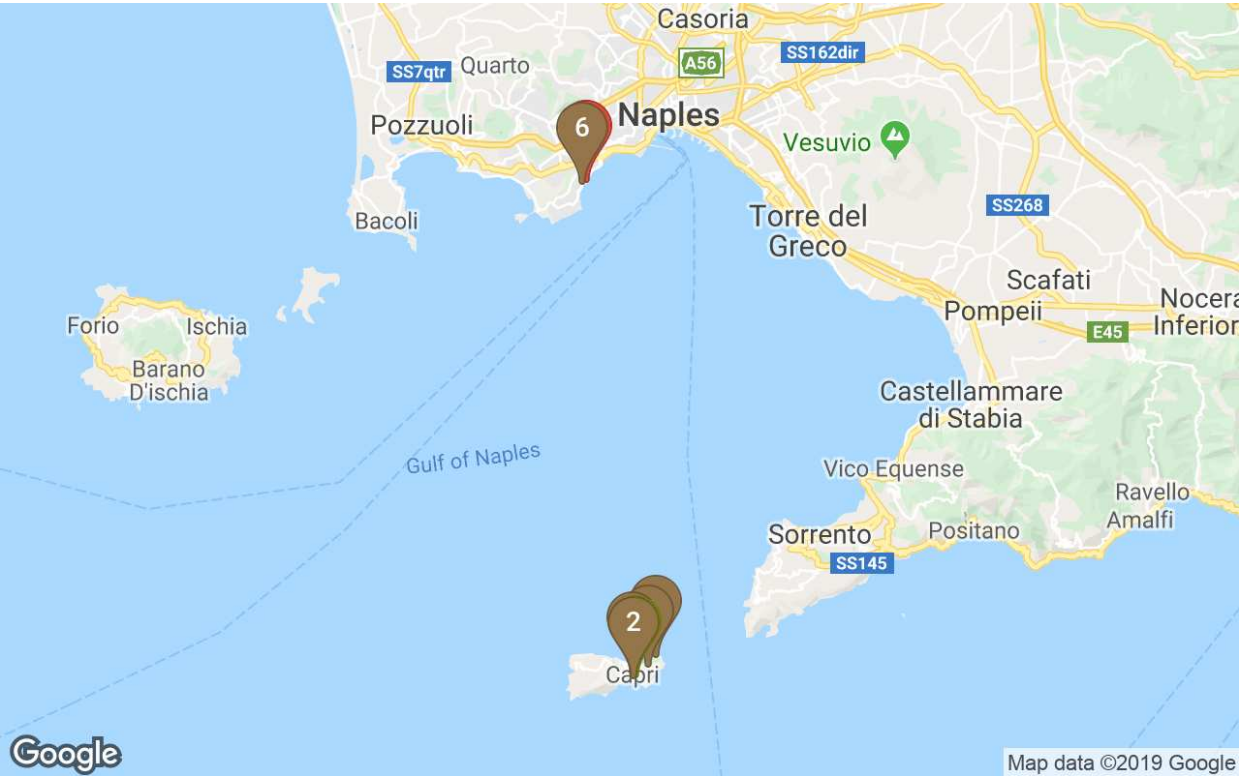 Casoria
SS162dir
A56
SS7qtr
Quarto
Naples
Pozzuoli
6
Vesuvio
SS268
Bacoli
Torre del
Greco
Scafati
Pompeii
Nocera
Inferior
E45
Forio
Ischia
Barano
D'ischia
Castellammare
di Stabia
Gulf of Naples
Vico Equense
Ravello
Amalfi
Positano
Sorrento
SS145
2
Capri
Google
Map data ©2019 Google